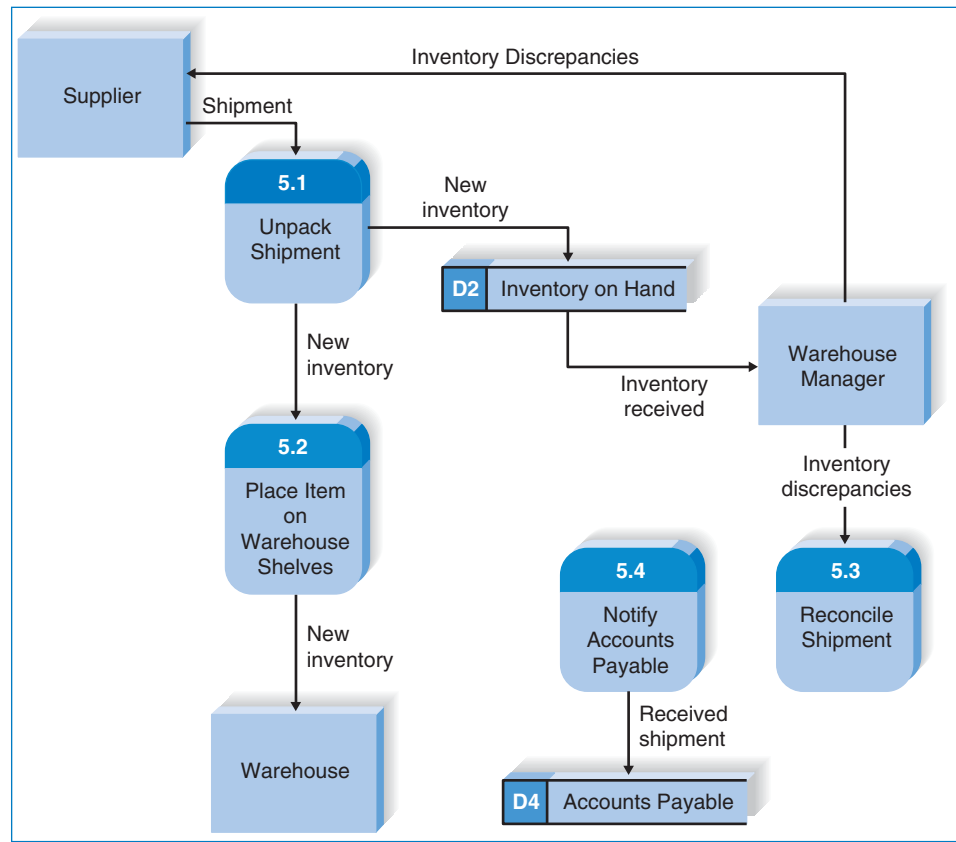 Inventory Discrepancies
Supplier
Shipment
5.1
Unpack
Shipment
New
inventory
D2 Inventory on Hand
New
inventory
Inventory
received
Warehouse
Manager
5.2
Place Item
on
Warehouse
Shelves
Inventory
discrepancies
5.4
Notify
Accounts
Payable
5.3
Reconcile
Shipment
New
inventory
Received
shipment
Warehouse
D4 Accounts Payable